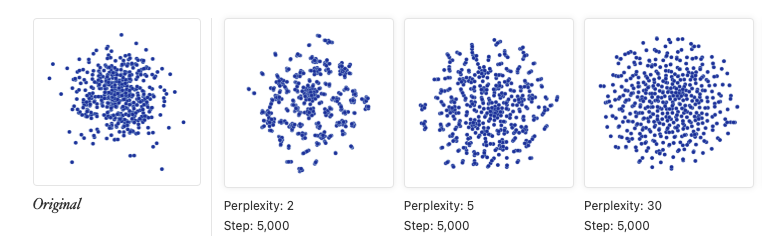 Original
Perplexity: 2
Step: 5,000
Perplexity: 5
Step: 5,000
Perplexity: 30
Step: 5,000